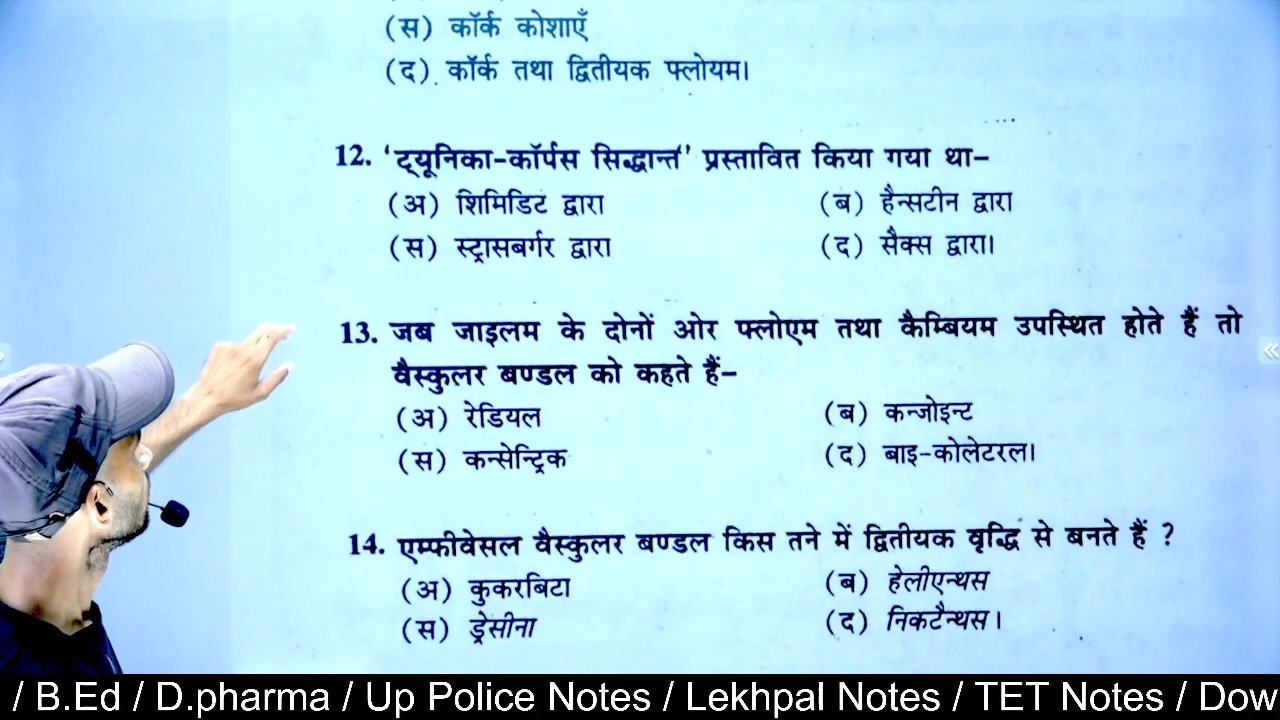 (स) कॉर्क कोशाएँ
(द) कॉर्क तथा द्वितीयक फ्लोयम।
12. ‘ट्यूनिका-कॉर्पस सिद्धान्त’ प्रस्तावित किया गया था–
(अ) शिमिडिट द्वारा (ब) हैन्सटीन द्वारा
(स) स्ट्रासबर्गर द्वारा (द) सैक्स द्वारा।
13. जब जाइलम के दोनों ओर फ्लोएम तथा कैम्बियम उपस्थित होते हैं तो
वैस्कुलर बण्डल को कहते हैं–
(अ) रेडियल (ब) कन्जोइन्ट
(स) कन्सेन्ट्रिक (द) बाइ-कोलेटरल।
14. एम्फीवेसल वैस्कुलर बण्डल किस तने में द्वितीयक वृद्धि से बनते हैं ?
(अ) कुकरबिटा (ब) हेलीएन्थस
(स) ड्रेसीना (द) निकटैन्थस।
/ B.Ed / D.pharma / Up Police Notes / Lekhpal Notes / TET Notes / Dow